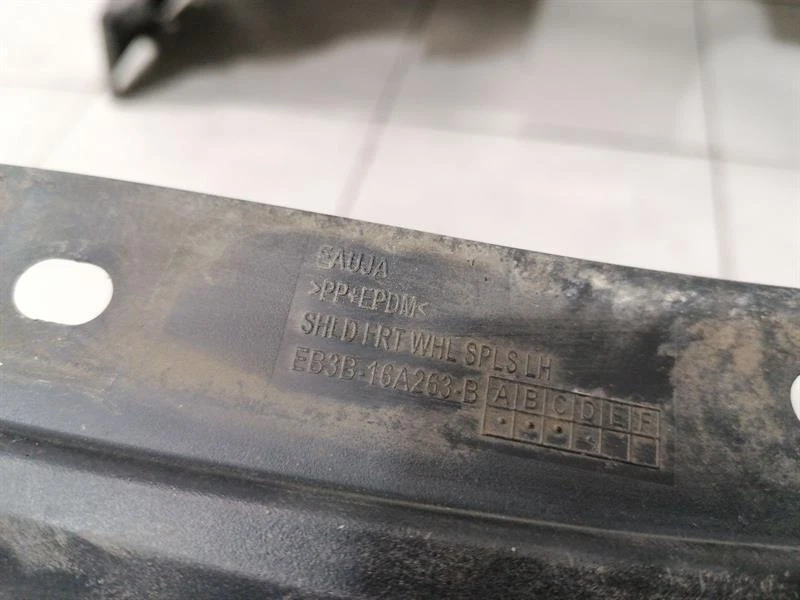 SAUJA
>PP+EPDM<
SHLD FRT WHL SPLS LH
EB3B-16A263-B A B C D E F